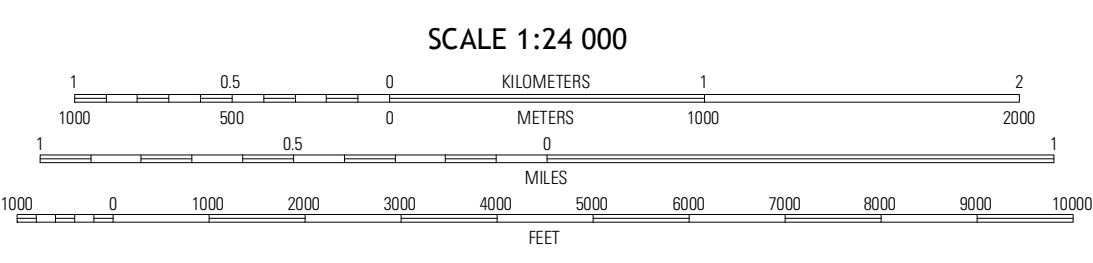 SCALE 1:24 000
1 0.5 0 KILOMETERS 1 2
1000 500 0 METERS 1000 2000
1 0.5 0 1
MILES
1000 0 1000 2000 3000 4000 5000 6000 7000 8000 9000 10000
FEET